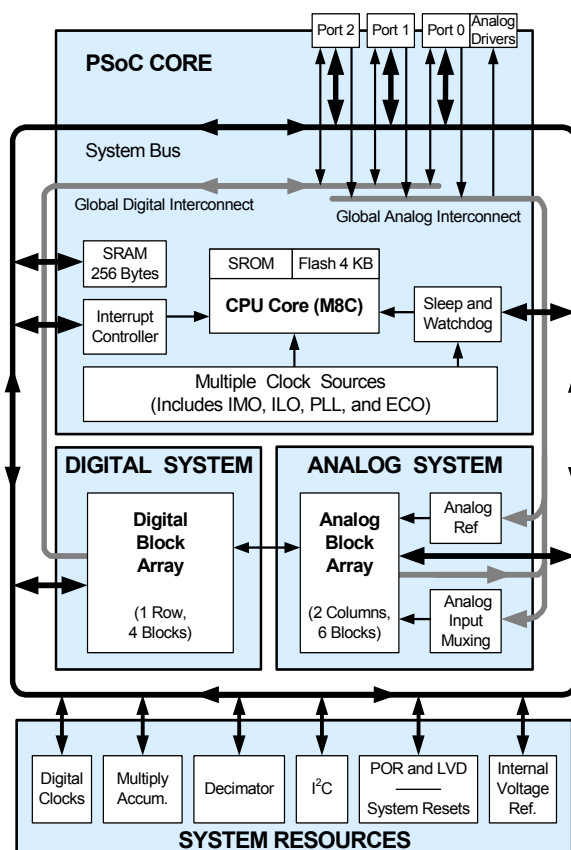 Port 2
Port 1
Port 0
Analog
Drivers
PSoC CORE
System Bus
Global Digital Interconnect
Global Analog Interconnect
SRAM
256 Bytes
SROM
Flash 4 KB
CPU Core (M8C)
Interrupt
Controller
Sleep and
Watchdog
Multiple Clock Sources
(Includes IMO, ILO, PLL, and ECO)
DIGITAL SYSTEM
Digital
Block
Array
(1 Row,
4 Blocks)
ANALOG SYSTEM
Analog
Block
Array
(2 Columns,
6 Blocks)
Analog
Ref
Analog
Input
Muxing
Digital
Clocks
Multiply
Accum.
Decimator
I²C
POR and LVD
System Resets
Internal
Voltage
Ref.
SYSTEM RESOURCES